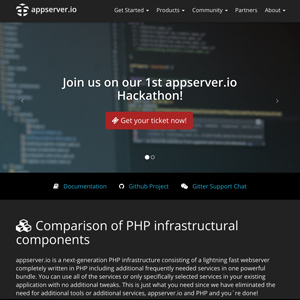 appserver.io
Get Started Products Community Partners About
Join us on our 1st appserver.io
Hackathon!
Get your ticket now!
Documentation Github Project Gitter Support Chat
Comparison of PHP infrastructural
components
appserver.io is a next-generation PHP infrastructure consisting of a lightning fast webserver
completely written in PHP including additional frequently needed services in one powerful
bundle. You can use all of the services or only specifically selected services in your existing
application with no additional tweaks. This is just what you need since we have eliminated the
need for additional tools or additional services, appserver.io and PHP and you´re done!